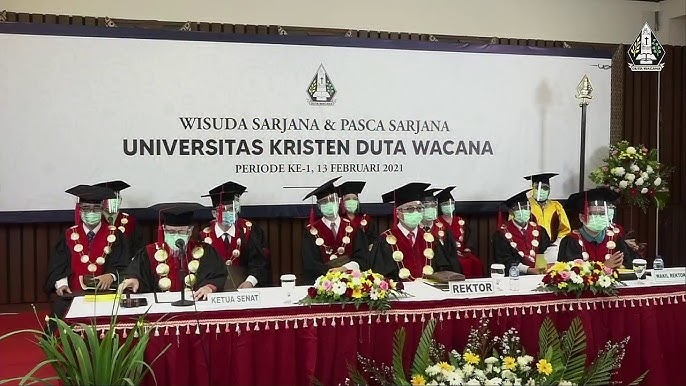 DUTA WACANA
WISUDA SARJANA & PASCA SARJANA
UNIVERSITAS KRISTEN DUTA WACANA
PERIODE KE-1, 13 FEBRUARI 2021
KETUA SENAT
REKTOR
WAKIL REKTOR